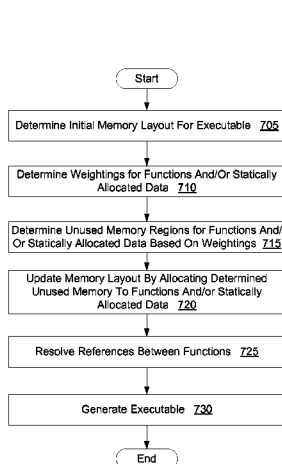 Start
Determine Initial Memory Layout For Executable 705
Determine Weightings for Functions And/Or Statically
Allocated Data 710
Determine Unused Memory Regions for Functions And/
Or Statically Allocated Data Based On Weightings 715
Update Memory Layout By Allocating Determined
Unused Memory To Functions And/or Statically
Allocated Data 720
Resolve References Between Functions 725
Generate Executable 730
End